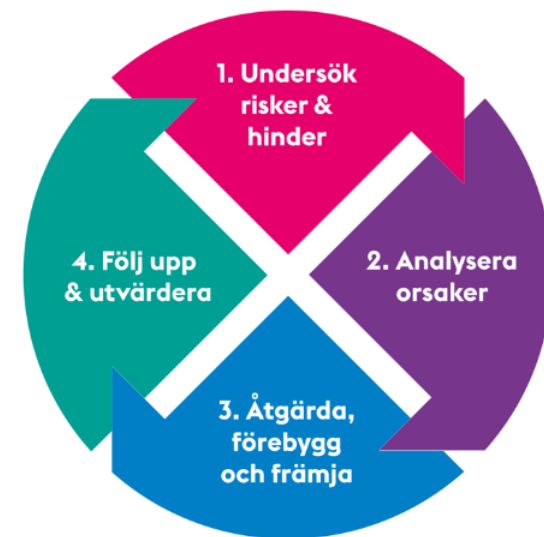 1. Undersök
risker &
hinder
2. Analysera
orsaker
3. Åtgärda,
förebygg
och främja
4. Följ upp
& utvärdera